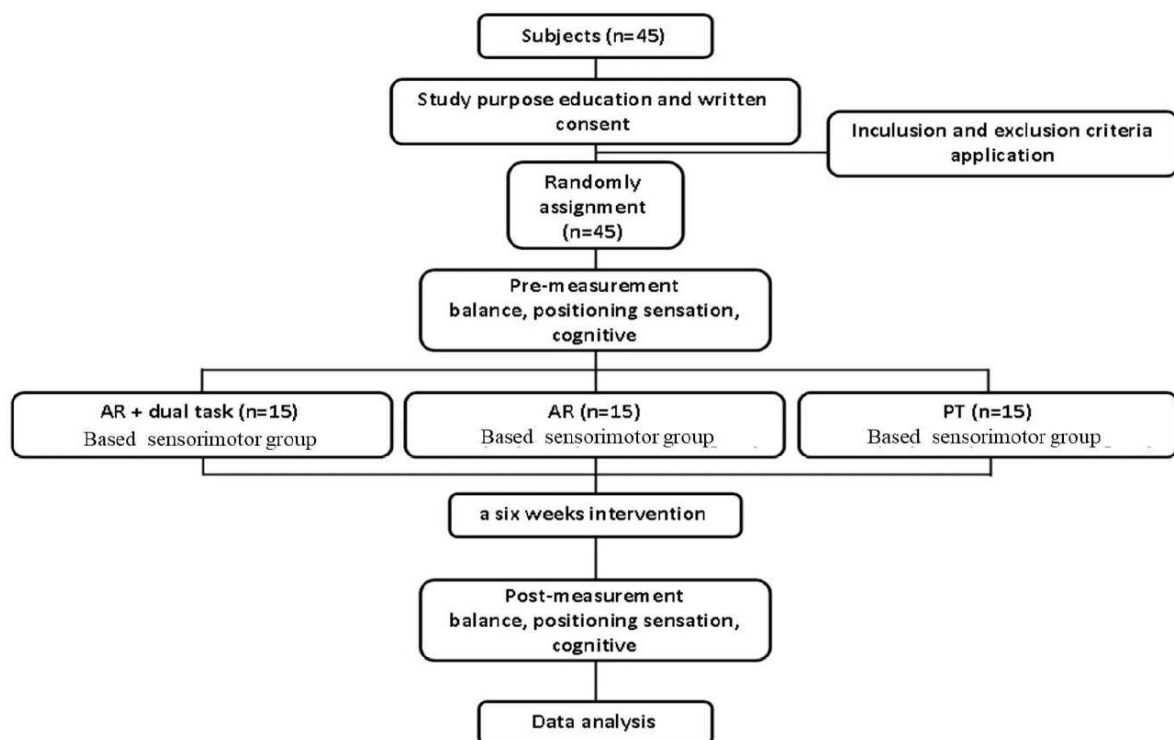 Subjects (n=45)
Study purpose education and written
consent
Inculusion and exclusion criteria
application
Randomly
assignment
(n=45)
Pre-measurement
balance, positioning sensation,
cognitive
AR + dual task (n=15)
Based sensorimotor group
AR (n=15)
Based sensorimotor group
PT (n=15)
Based sensorimotor group
a six weeks intervention
Post-measurement
balance, positioning sensation,
cognitive
Data analysis